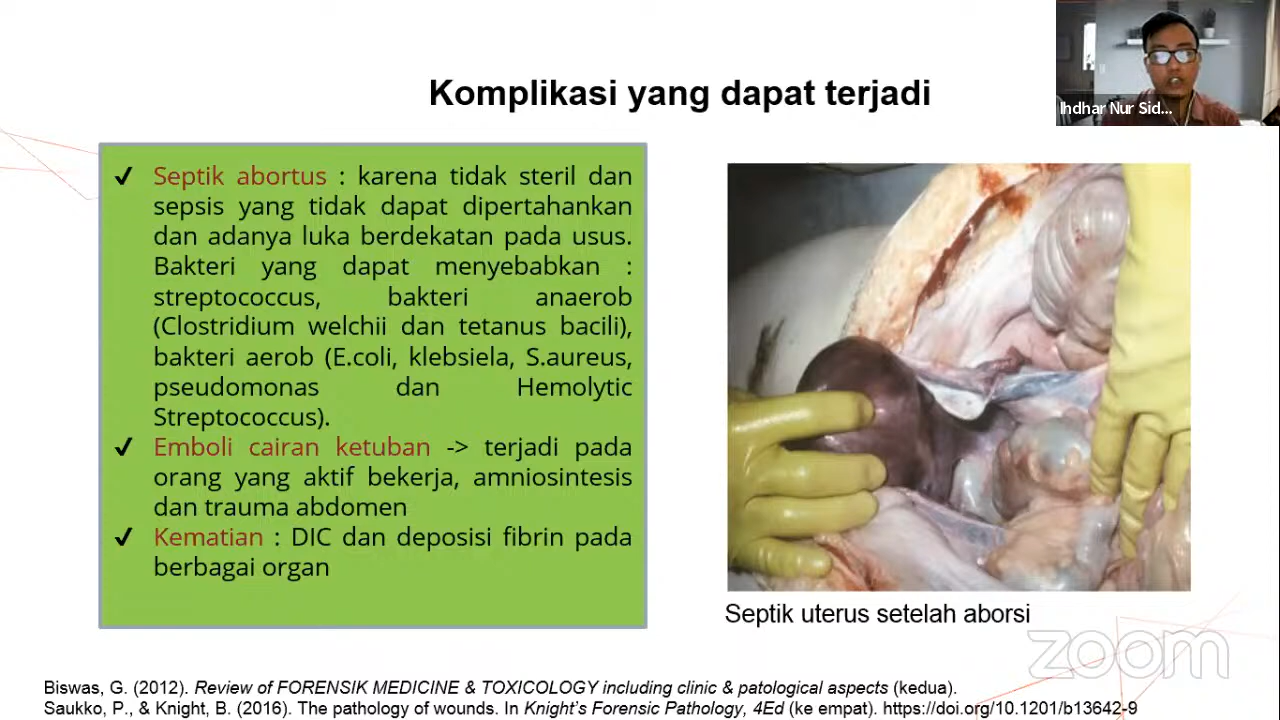 Komplikasi yang dapat terjadi
Ihdhar Nur Sid...
✔ Septik abortus : karena tidak steril dan
sepsis yang tidak dapat dipertahankan
dan adanya luka berdekatan pada usus.
Bakteri yang dapat menyebabkan :
streptococcus, bakteri anaerob
(Clostridium welchii dan tetanus bacili),
bakteri aerob (E.coli, klebsiela, S.aureus,
pseudomonas dan Hemolytic
Streptococcus).
✔ Emboli cairan ketuban -> terjadi pada
orang yang aktif bekerja, amniosintesis
dan trauma abdomen
✔ Kematian : DIC dan deposisi fibrin pada
berbagai organ
Septik uterus setelah aborsi
zoom
Biswas, G. (2012). Review of FORENSIK MEDICINE & TOXICOLOGY including clinic & patological aspects (kedua).
Saukko, P., & Knight, B. (2016). The pathology of wounds. In Knight's Forensic Pathology, 4Ed (ke empat). https://doi.org/10.1201/b13642-9